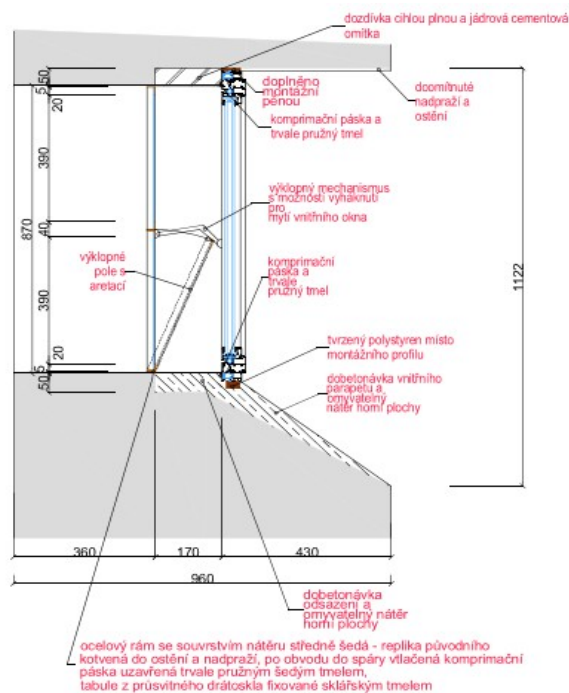 dozdívka cihlou plnou a jádrová cementová
omítka
doplněno
montážní
pěnou
doomítnuté
nadpraží a
ostění
komprimační páska a
trvale pružný tmel
výklopný mechanismus
s možností vyháknutí
pro
mytí vnitřního okna
výklopné
pole s
aretací
komprimační
páska a
trvale
pružný tmel
tvrzený polystyren místo
montážního profilu
dobetonávka vnitřního
parapetu a
omyvatelný
nátěr horní plochy
550
20
390
40
870
390
20
5
50
1122
360
170
430
960
dobetonávka
odsazení a
omyvatelný nátěr
horní plochy
ocelový rám se souvrstvím nátěru středně šedá - replika původního
kotvená do ostění a nadpraží, po obvodu do spáry vtlačená komprimační
páska uzavřená trvale pružným šedým tmelem,
tabule z průsvitného drátoskla fixované sklářským tmelem